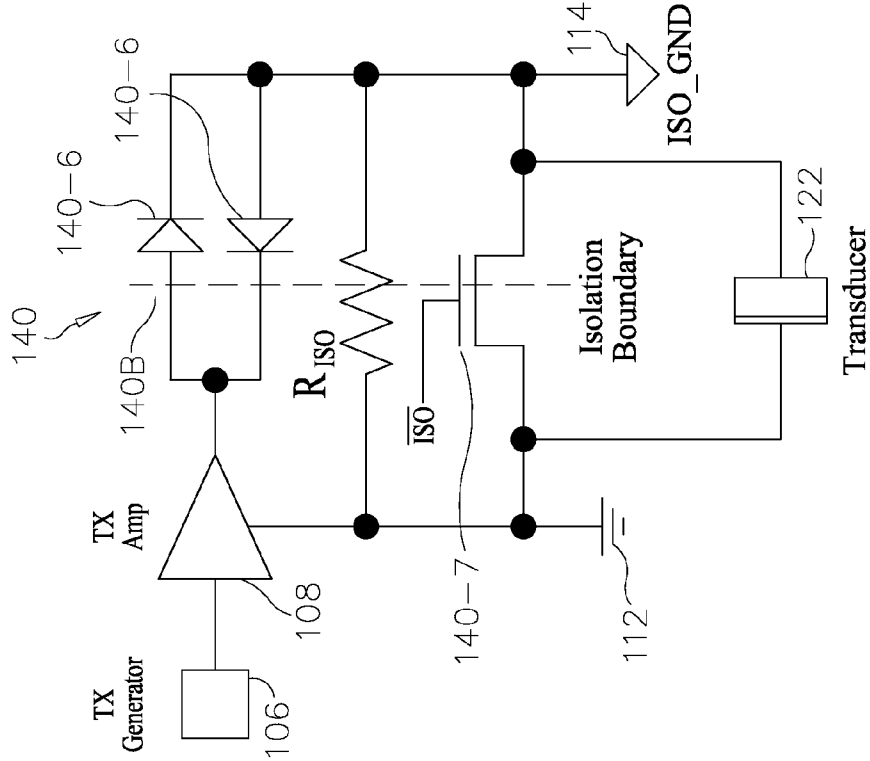 140
140B
140-6
140-6
TX
Generator
106
TX
Amp
108
R ISO
ISO
140-7
Isolation
Boundary
112
114
ISO_GND
122
Transducer